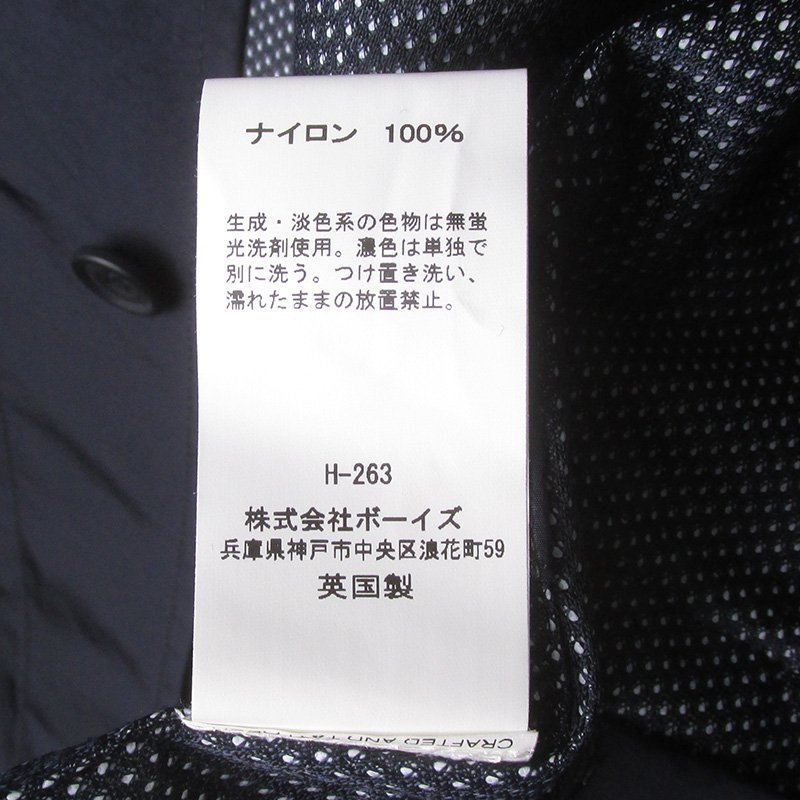 ナイロン 100%
生成・淡色系の色物は無蛍
光洗剤使用。濃色は単独で
別に洗う。つけ置き洗い、
濡れたままの放置禁止。
H-263
株式会社ボーイズ
兵庫県神戸市中央区浪花町59
英国製
CRAFTED AND